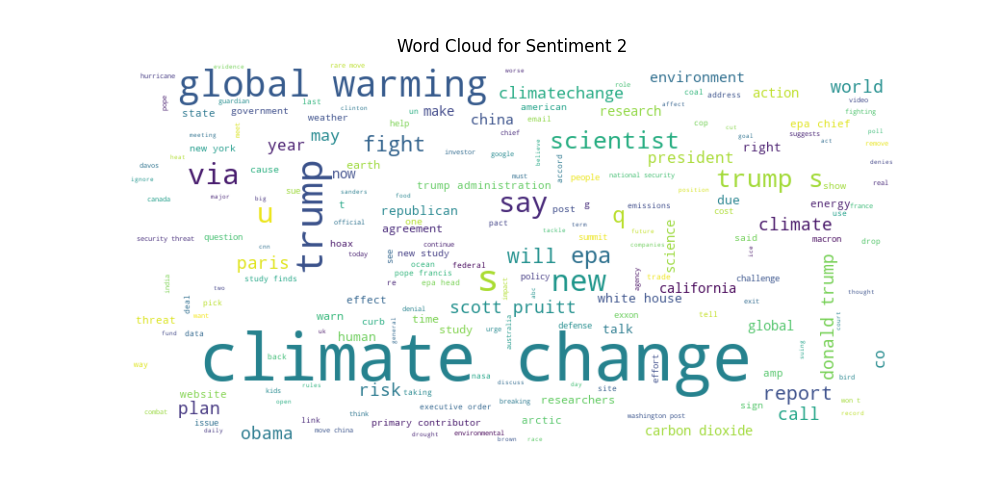 Word Cloud for Sentiment 2
evidence
rare move
worse
hurricane
global warming
environment
role
climatechange
coal
address
world
video
pope
guardian
last
clinton
un
make
american
research
affect
action
fighting
state
government
weather
china
email
cop
cut
epa chief
suggests
poll
meeting
next
help
may
fight
chief
scientist
goal
act
remove
new york
year
investor
google
believe
president
right
denies
davos
heat
cause
earth
must
accord
people
national security
trump s
show
real
ignore
via
sue
now
trump administration
position
canada
major
big
trump
sanders
food
say
post
g
emissions
due
cost
energy
use
france
u
t
one
republican
q
climate
official
agreement
pact
term
future
said
macron
drop
security threat
question
cnn
hoax
tackle
summit
companies
science
ice
paris
today
see
new study
continue
will
epa
study finds
re
pope francis
ocean
federal
policy
agency
trade
challenge
thought
india
two
epa head
s
impact
abc
new
california
donald trump
deal
pick
effect
white house
exit
threat
want
warn
denial
scott pruitt
exxon
tell
global
court
fund
data
uk
curb
general
time
study
urge
australia
defense
talk
human
climate change
suing
co
way
back
nasa
effort
amp
bird
website
kids
rules
risk
taking
discuss
day
site
report
won t
plan
open
executive order
breaking
researchers
sign
call
combat
issue
link
think
primary contributor
arctic
washington post
record
daily
obama
move china
drought
environmental
brown
race
carbon dioxide